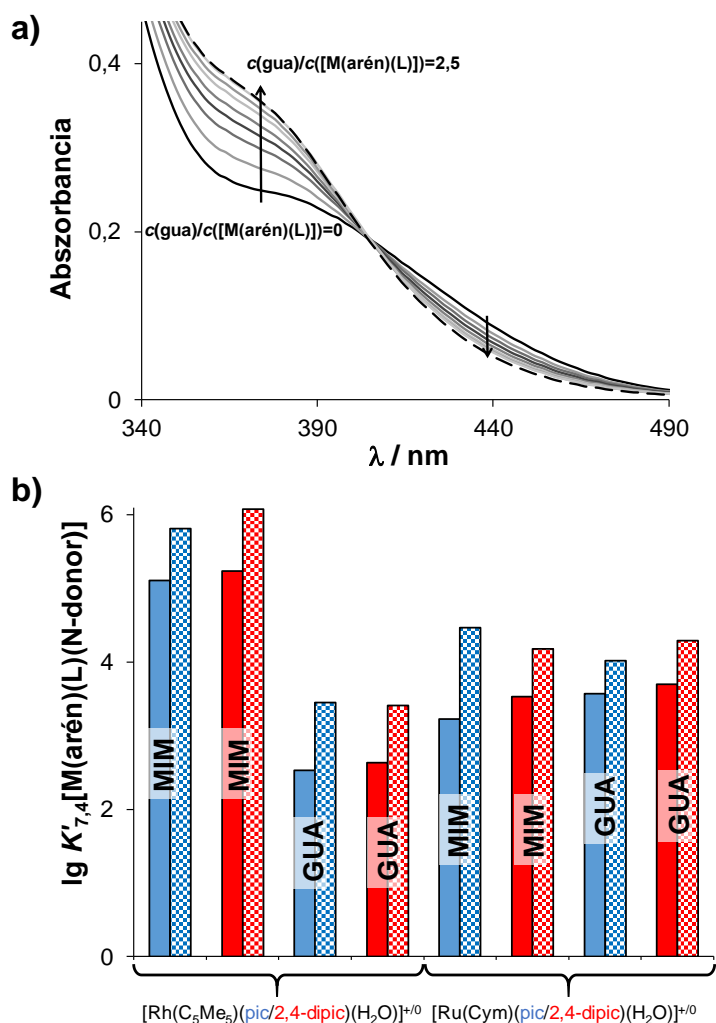 a)
0,4
0,2
0
Abszorbancia
c(gua)/c([M(arén)(L)])=2,5
c(gua)/c([M(arén)(L)])=0
340
390
440
490
λ / nm
b)
6
4
2
0
lg K'7,4[M(arén)(L)(N-donor)]
MIM
MIM
GUA
GUA
MIM
MIM
GUA
GUA
[Rh(C5Me5)(pic/2,4-dipic)(H2O)]+/0
[Ru(Cym)(pic/2,4-dipic)(H2O)]+/0